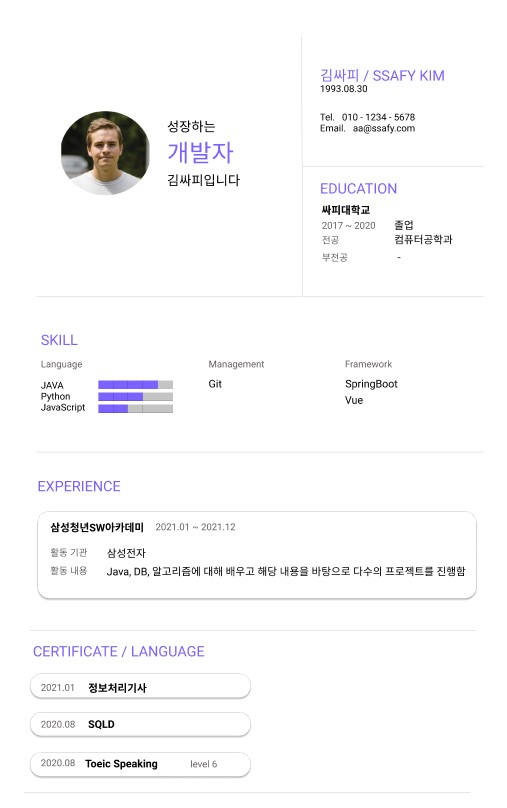 성장하는
개발자
김싸피입니다
김싸피 / SSAFY KIM
1993.08.30
Tel. 010 - 1234 - 5678
Email. aa@ssafy.com
EDUCATION
싸피대학교
2017 ~ 2020 졸업
전공 컴퓨터공학과
부전공 -
SKILL
Language
JAVA
Python
JavaScript
Management
Git
Framework
SpringBoot
Vue
EXPERIENCE
삼성청년SW아카데미 2021.01 ~ 2021.12
활동 기관 삼성전자
활동 내용 Java, DB, 알고리즘에 대해 배우고 해당 내용을 바탕으로 다수의 프로젝트를 진행함
CERTIFICATE / LANGUAGE
2021.01 정보처리기사
2020.08 SQLD
2020.08 Toeic Speaking level 6